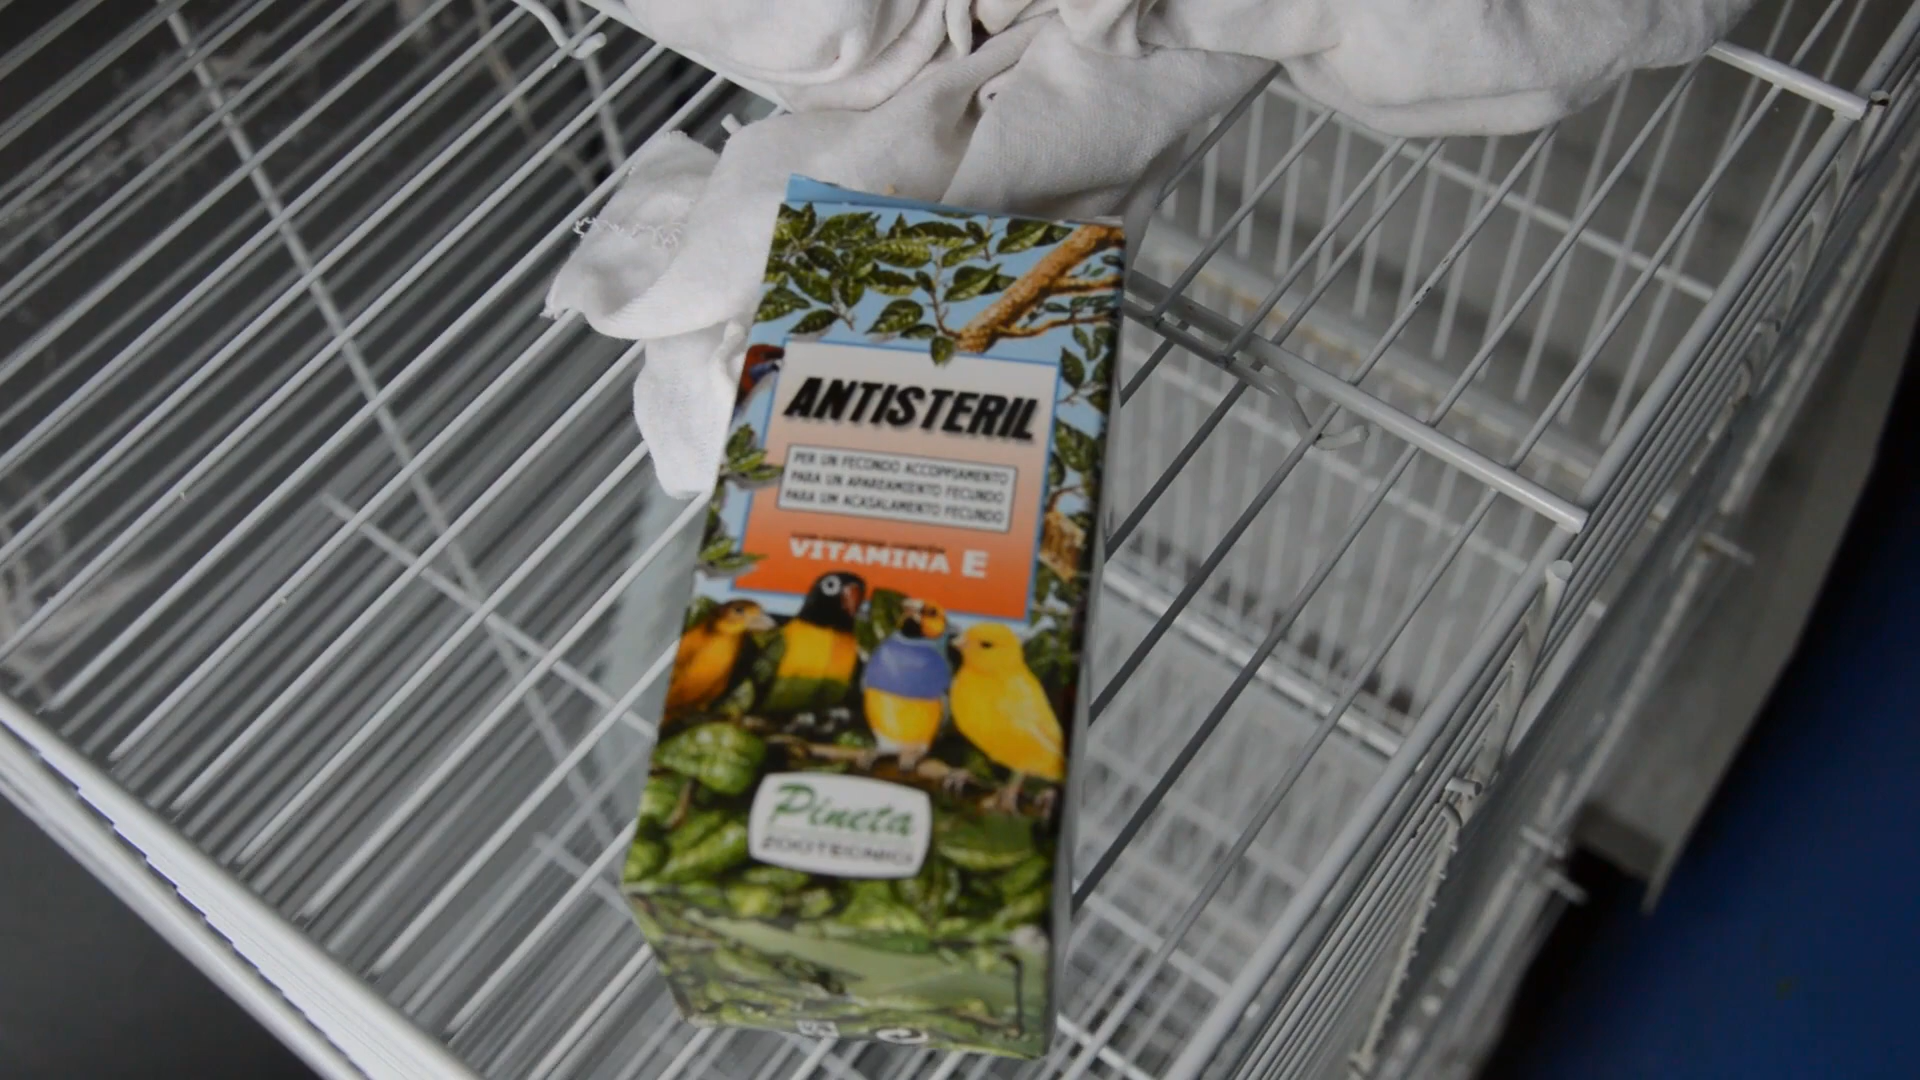 ANTISTERIL
PER UN FECONDO ACCOPPIAMENTO
PARA UN APAREAMIENTO FECUNDO
PARA UM ACASALAMENTO FECUNDO
VITAMINA E
Pineta
ZOOTECNICI